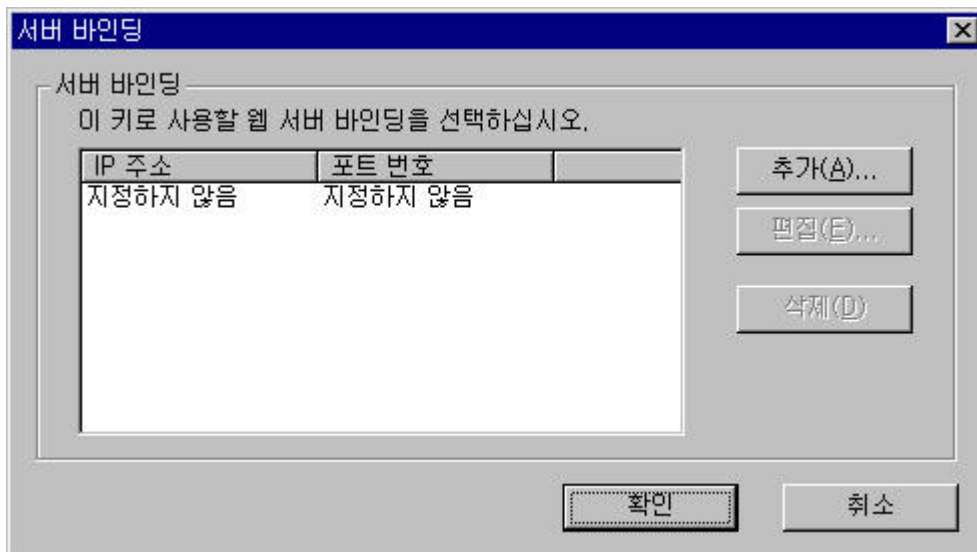 서버 바인딩
서버 바인딩
이 키로 사용할 웹 서버 바인딩을 선택하십시오.
IP 주소 포트 번호
지정하지 않음 지정하지 않음
추가(A)...
편집(E)...
삭제(D)
확인 취소